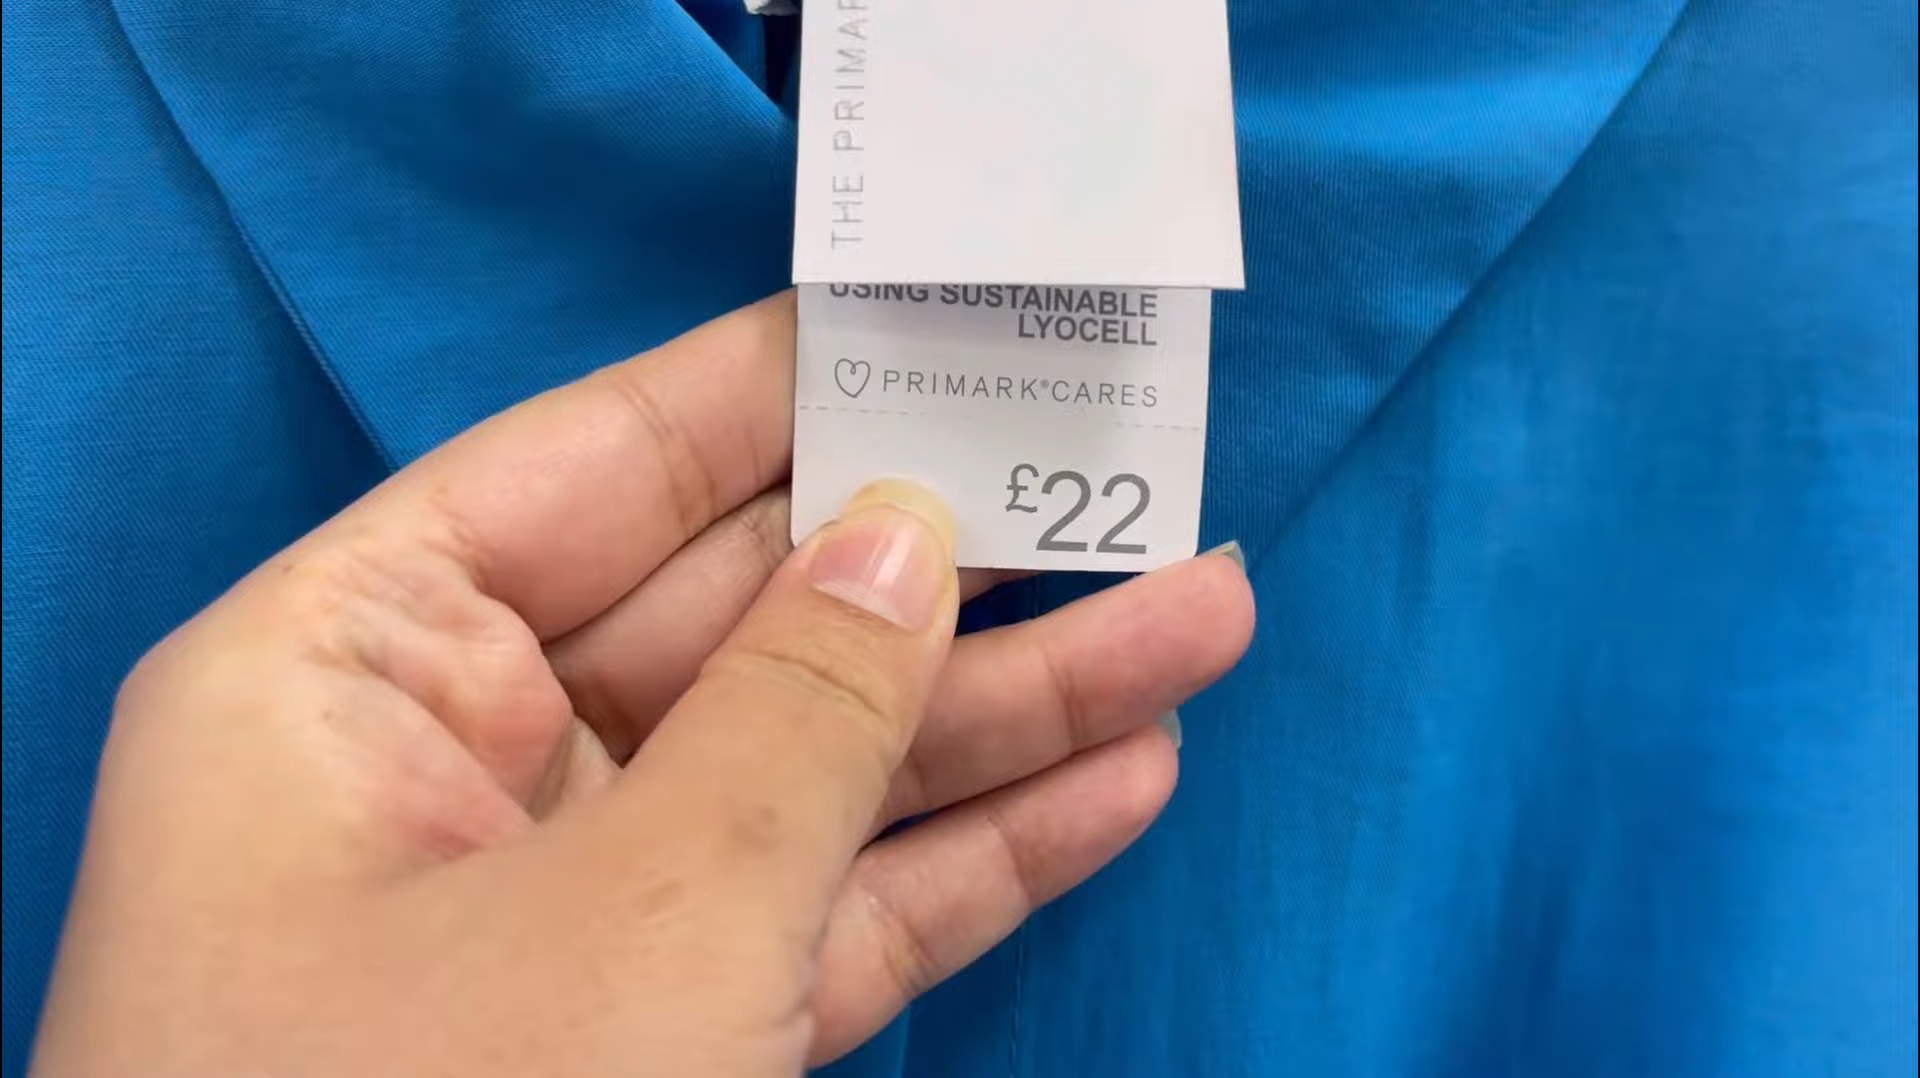 THE PRIMAR
USING SUSTAINABLE
LYOCELL
PRIMARK®CARES
£22